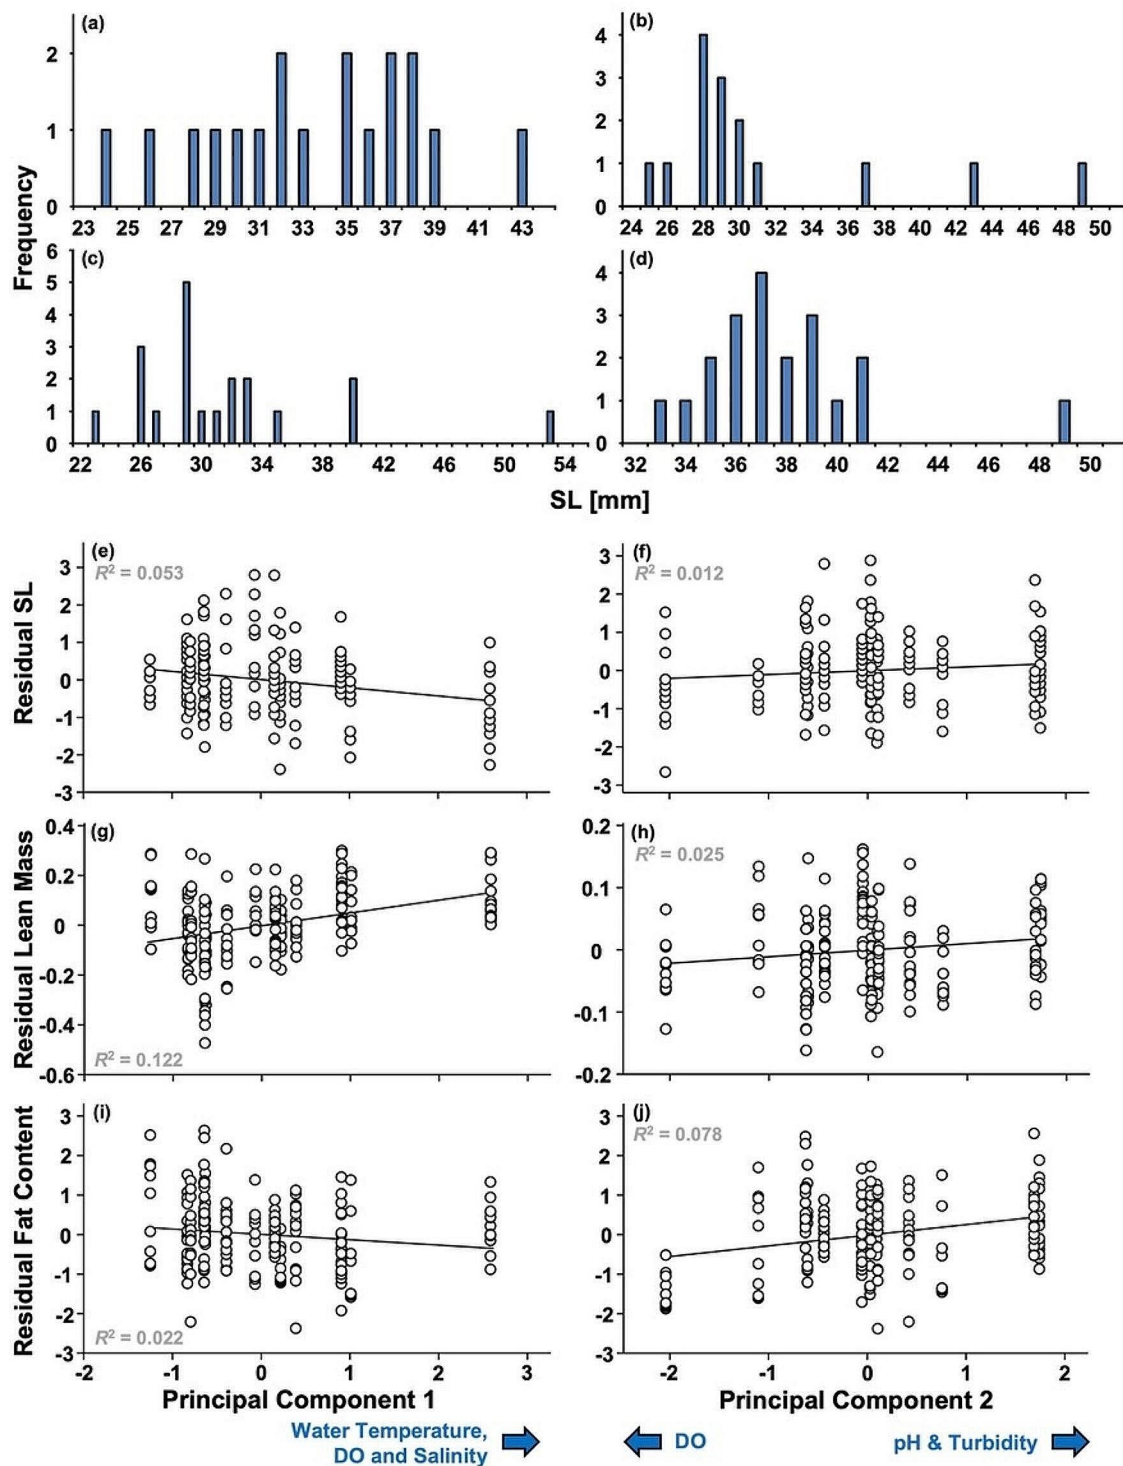 (a)
2
1
0
23 25 27 29 31 33 35 37 39 41 43
(b)
4
3
2
1
0
24 26 28 30 32 34 36 38 40 42 44 46 48 50
Frequency
(c)
6
5
4
3
2
1
0
22 26 30 34 38 42 46 50 54
(d)
4
3
2
1
0
32 34 36 38 40 42 44 46 48 50
SL [mm]
Residual SL
(e)
R² = 0.053
3
2
1
0
-1
-2
-3
(f)
R² = 0.012
3
2
1
0
-1
-2
-3
Residual Lean Mass
(g)
0.4
0.2
0
-0.2
-0.4
-0.6
R² = 0.122
(h)
R² = 0.025
0.2
0.1
0
-0.1
-0.2
Residual Fat Content
(i)
3
2
1
0
-1
-2
-3
R² = 0.022
-2 -1 0 1 2 3
Principal Component 1
(j)
R² = 0.078
3
2
1
0
-1
-2
-3
-2 -1 0 1 2
Principal Component 2
Water Temperature,
DO and Salinity
DO
pH & Turbidity